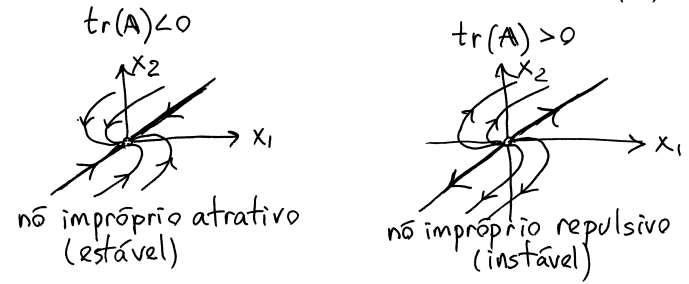 tr(A)<0
x2
x1
nó impróprio atrativo
(estável)
tr(A)>0
x2
x1
nó impróprio repulsivo
(instável)